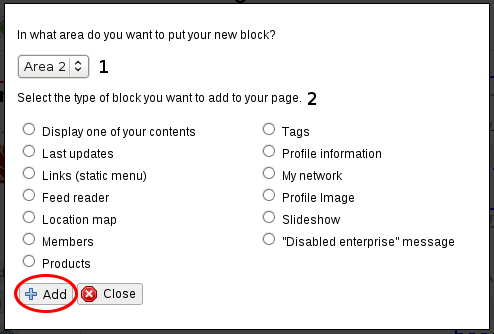 In what area do you want to put your new block?
Area 2 1
Select the type of block you want to add to your page. 2
Display one of your contents
Last updates
Links (static menu)
Feed reader
Location map
Members
Products
Tags
Profile information
My network
Profile Image
Slideshow
"Disabled enterprise" message
Add Close